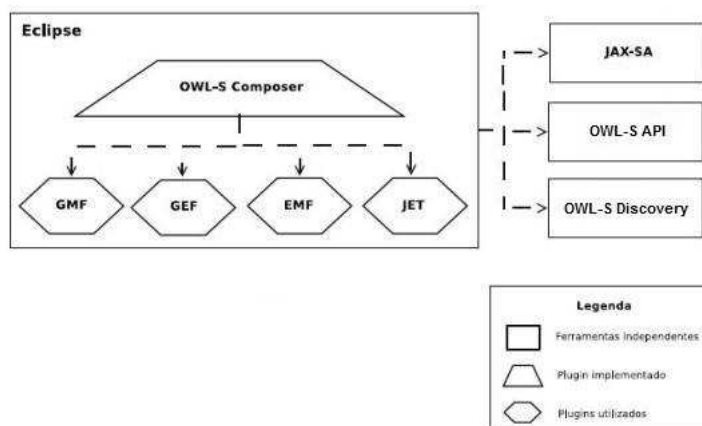 Eclipse
OWL-S Composer
GMF
GEF
EMF
JET
JAX-SA
OWL-S API
OWL-S Discovery
Legenda
Ferramentas independentes
Plugin implementado
Plugins utilizados